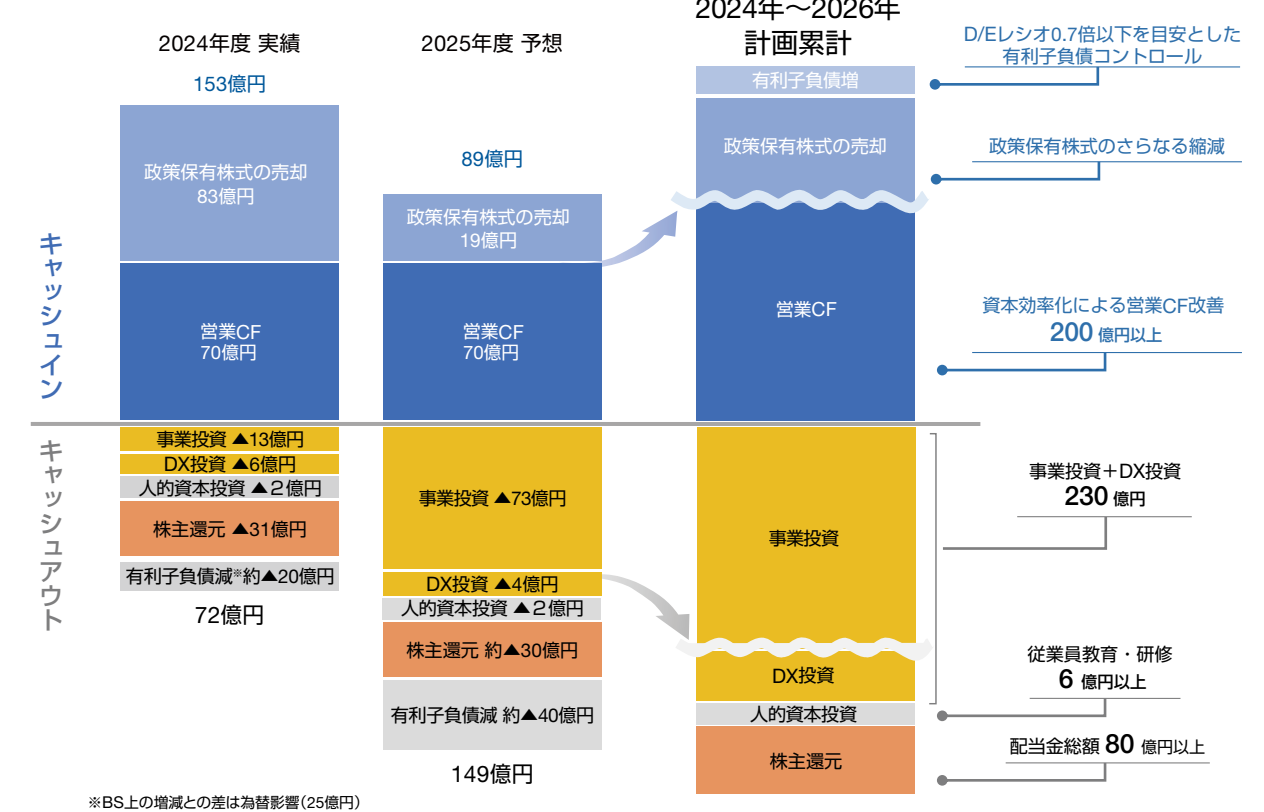 2024年度 実績
153億円
政策保有株式の売却
83億円
営業CF
70億円
事業投資 ▲13億円
DX投資 ▲6億円
人的資本投資 ▲2億円
株主還元 ▲31億円
有利子負債減※約▲20億円
72億円
2025年度 予想
89億円
政策保有株式の売却
19億円
営業CF
70億円
事業投資 ▲73億円
DX投資 ▲4億円
人的資本投資 ▲2億円
株主還元 約▲30億円
有利子負債減 約▲40億円
149億円
2024年～2026年
計画累計
有利子負債増
政策保有株式の売却
営業CF
事業投資
DX投資
人的資本投資
株主還元
D/Eレシオ0.7倍以下を目安とした
有利子負債コントロール
政策保有株式のさらなる縮減
資本効率化による営業CF改善
200 億円以上
事業投資＋DX投資
230 億円
従業員教育・研修
6 億円以上
配当金総額 80 億円以上
キャッシュイン
キャッシュアウト
※BS上の増減との差は為替影響（25億円）